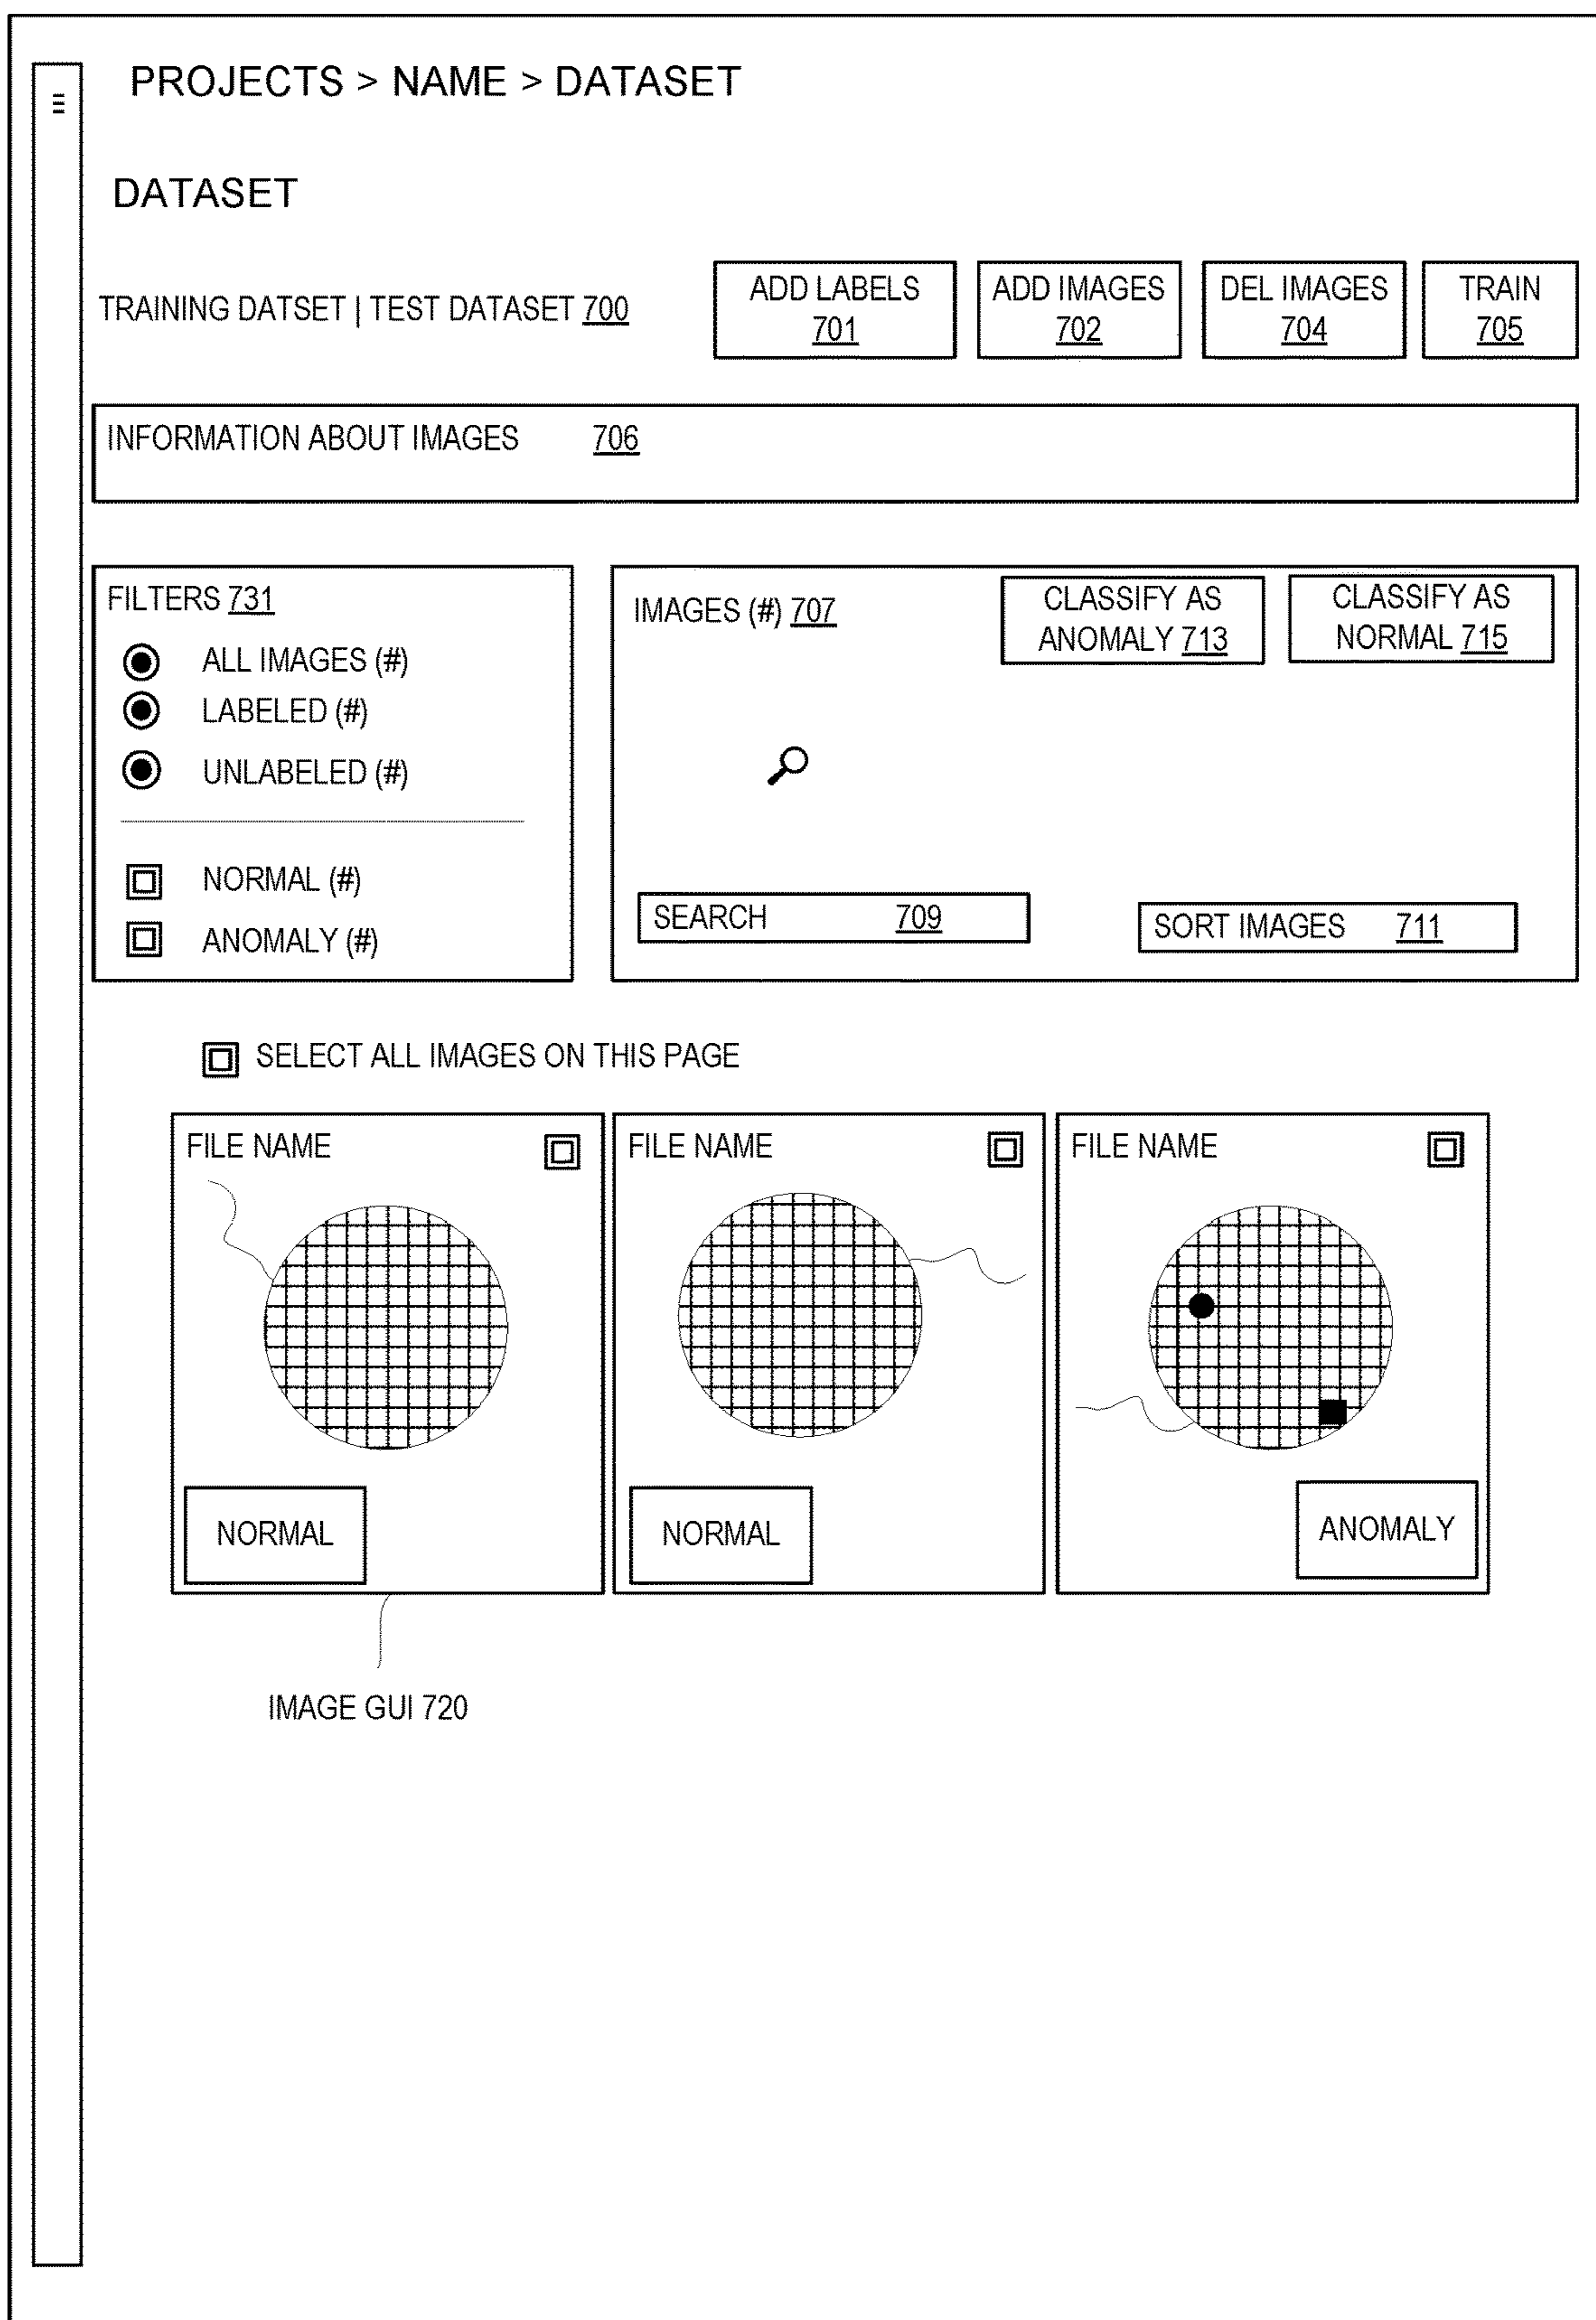 PROJECTS > NAME > DATASET
DATASET
TRAINING DATSET | TEST DATASET 700
ADD LABELS
701
ADD IMAGES
702
DEL IMAGES
704
TRAIN
705
INFORMATION ABOUT IMAGES 706
FILTERS 731
ALL IMAGES (#)
LABELED (#)
UNLABELED (#)
NORMAL (#)
ANOMALY (#)
IMAGES (#) 707
CLASSIFY AS
ANOMALY 713
CLASSIFY AS
NORMAL 715
SEARCH 709
SORT IMAGES 711
SELECT ALL IMAGES ON THIS PAGE
FILE NAME
NORMAL
FILE NAME
NORMAL
FILE NAME
ANOMALY
IMAGE GUI 720